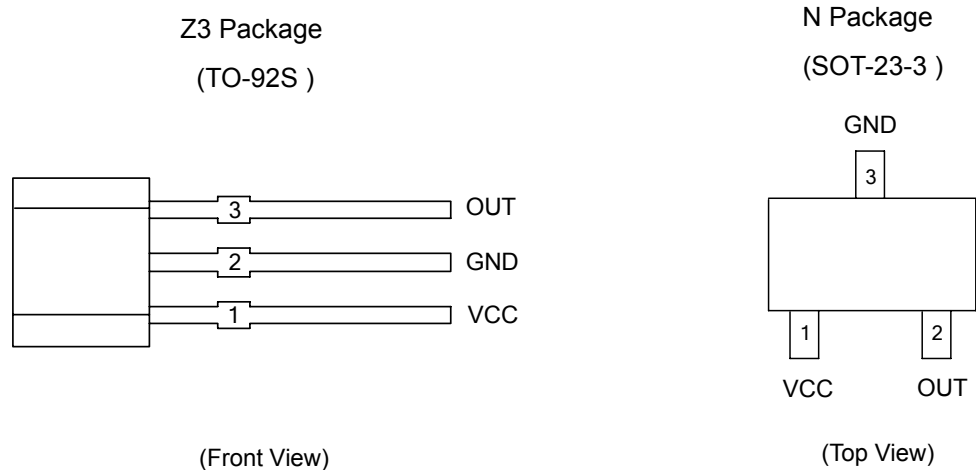 Z3 Package
(TO-92S )
3 OUT
2 GND
1 VCC
(Front View)
N Package
(SOT-23-3 )
GND
3
1 2
VCC OUT
(Top View)